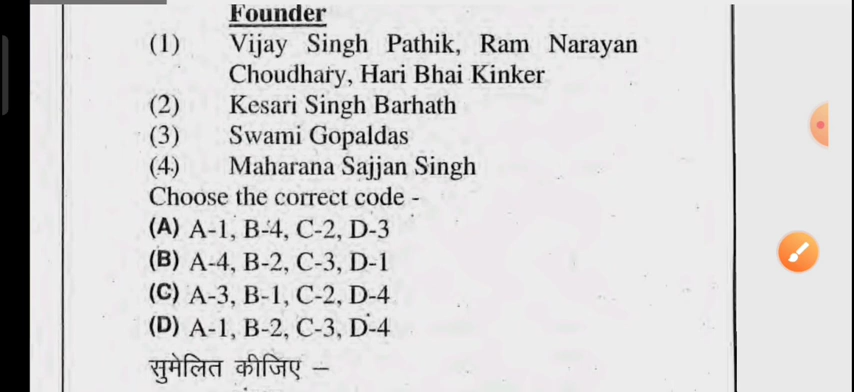 Founder
(1) Vijay Singh Pathik, Ram Narayan
Choudhary, Hari Bhai Kinker
(2) Kesari Singh Barhath
(3) Swami Gopaldas
(4) Maharana Sajjan Singh
Choose the correct code -
(A) A-1, B-4, C-2, D-3
(B) A-4, B-2, C-3, D-1
(C) A-3, B-1, C-2, D-4
(D) A-1, B-2, C-3, D-4
सुमेलित कीजिए –